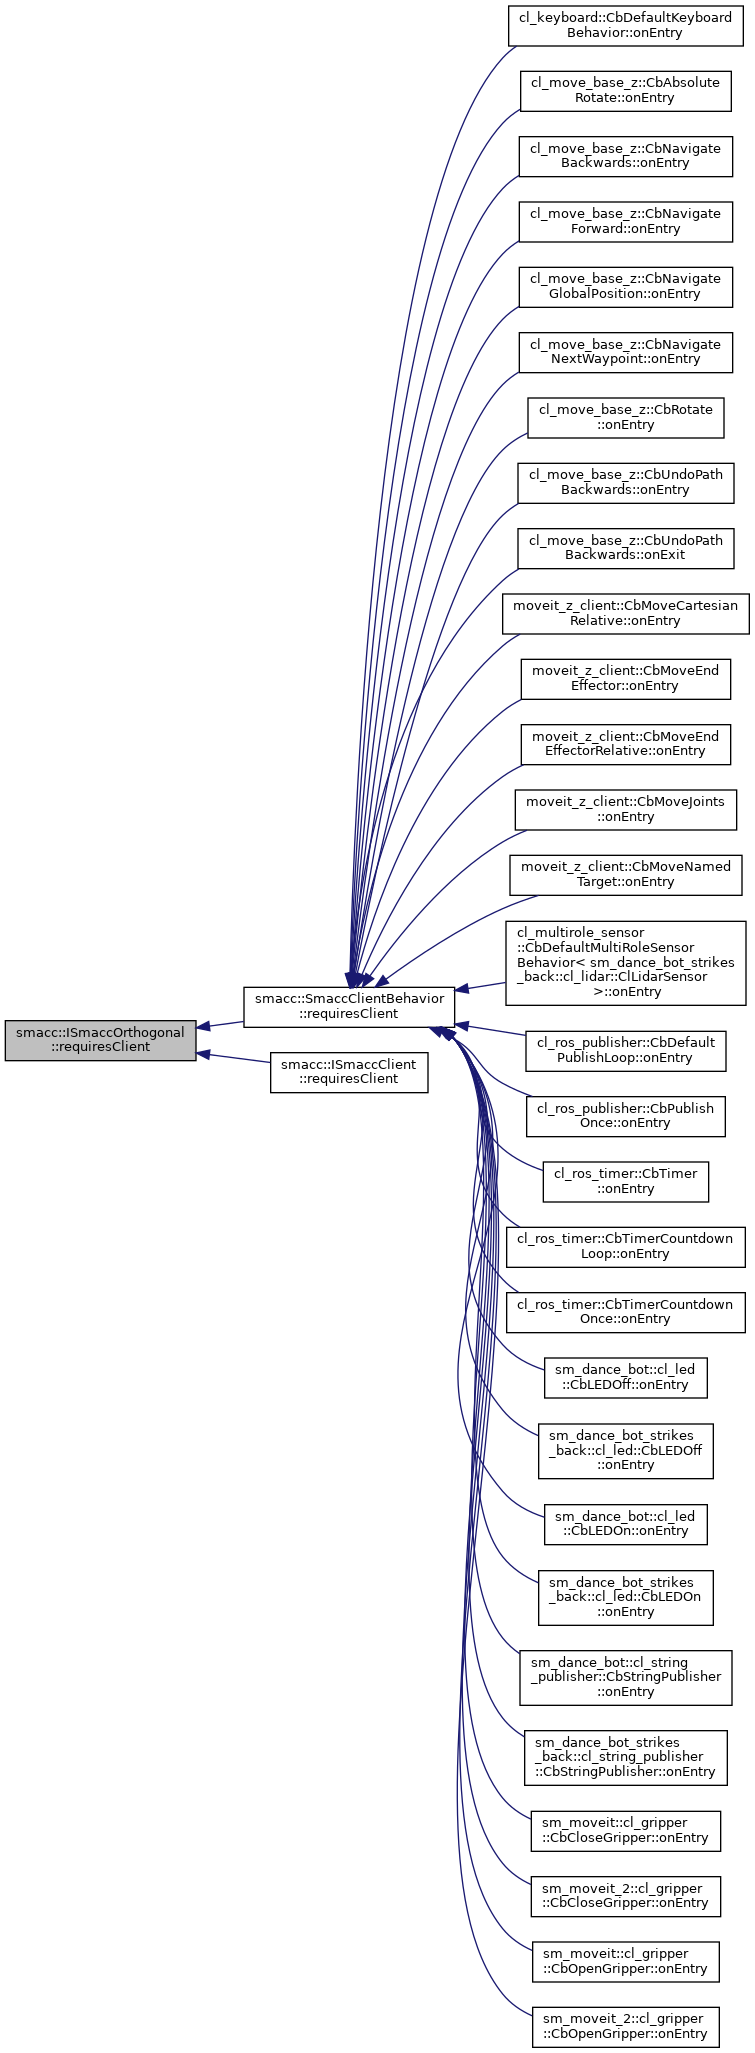 cl_keyboard::CbDefaultKeyboard
Behavior::onEntry
cl_move_base_z::CbAbsolute
Rotate::onEntry
cl_move_base_z::CbNavigate
Backwards::onEntry
cl_move_base_z::CbNavigate
Forward::onEntry
cl_move_base_z::CbNavigate
GlobalPosition::onEntry
cl_move_base_z::CbNavigate
NextWaypoint::onEntry
cl_move_base_z::CbRotate
::onEntry
cl_move_base_z::CbUndoPath
Backwards::onEntry
cl_move_base_z::CbUndoPath
Backwards::onExit
moveit_z_client::CbMoveCartesian
Relative::onEntry
moveit_z_client::CbMoveEnd
Effector::onEntry
moveit_z_client::CbMoveEnd
EffectorRelative::onEntry
moveit_z_client::CbMoveJoints
::onEntry
moveit_z_client::CbMoveNamed
Target::onEntry
cl_multirole_sensor
::CbDefaultMultiRoleSensor
Behavior< sm_dance_bot_strikes
_back::cl_lidar::ClLidarSensor
>::onEntry
smacc::SmaccClientBehavior
::requiresClient
smacc::ISmaccOrthogonal
::requiresClient
smacc::ISmaccClient
::requiresClient
cl_ros_publisher::CbDefault
PublishLoop::onEntry
cl_ros_publisher::CbPublish
Once::onEntry
cl_ros_timer::CbTimer
::onEntry
cl_ros_timer::CbTimerCountdown
Loop::onEntry
cl_ros_timer::CbTimerCountdown
Once::onEntry
sm_dance_bot::cl_led
::CbLEDOff::onEntry
sm_dance_bot_strikes
_back::cl_led::CbLEDOff
::onEntry
sm_dance_bot::cl_led
::CbLEDOn::onEntry
sm_dance_bot_strikes
_back::cl_led::CbLEDOn
::onEntry
sm_dance_bot::cl_string
_publisher::CbStringPublisher
::onEntry
sm_dance_bot_strikes
_back::cl_string_publisher
::CbStringPublisher::onEntry
sm_moveit::cl_gripper
::CbCloseGripper::onEntry
sm_moveit_2::cl_gripper
::CbCloseGripper::onEntry
sm_moveit::cl_gripper
::CbOpenGripper::onEntry
sm_moveit_2::cl_gripper
::CbOpenGripper::onEntry